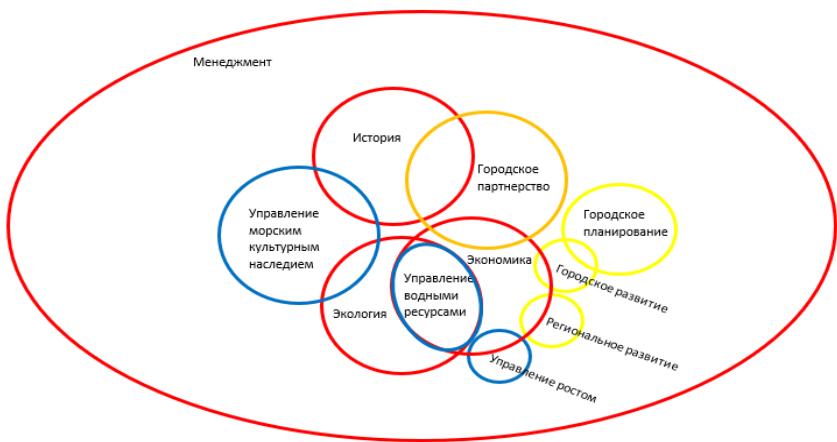 Менеджмент
История
Городское
партнерство
Управление
морским
культурным
наследием
Городское
планирование
Экономика
Управление
водными
ресурсами
Экология
Городское развитие
Региональное развитие
Управление ростом